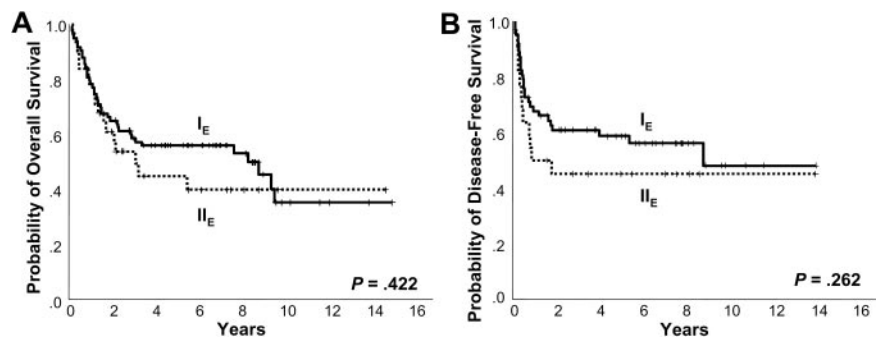 A
Probability of Overall Survival
1.0
.8
.6
.4
.2
.0
I_E
II_E
P = .422
0 2 4 6 8 10 12 14 16
Years
B
Probability of Disease-Free Survival
1.0
.8
.6
.4
.2
.0
I_E
II_E
P = .262
0 2 4 6 8 10 12 14 16
Years